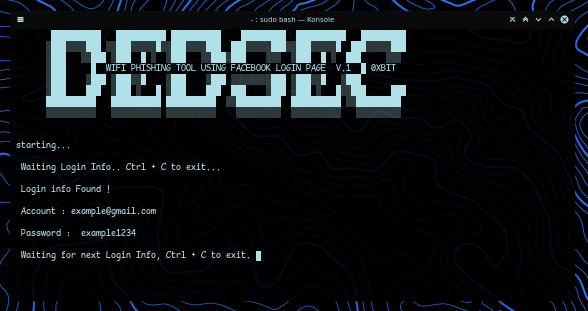 - : sudo bash — Konsole
WIFI PHISHING TOOL USING FACEBOOK LOGIN PAGE V.1 0XBIT
starting...
Waiting Login Info.. Ctrl + C to exit...
Login info Found !
Account : example@gmail.com
Password : example1234
Waiting for next Login Info, Ctrl + C to exit.